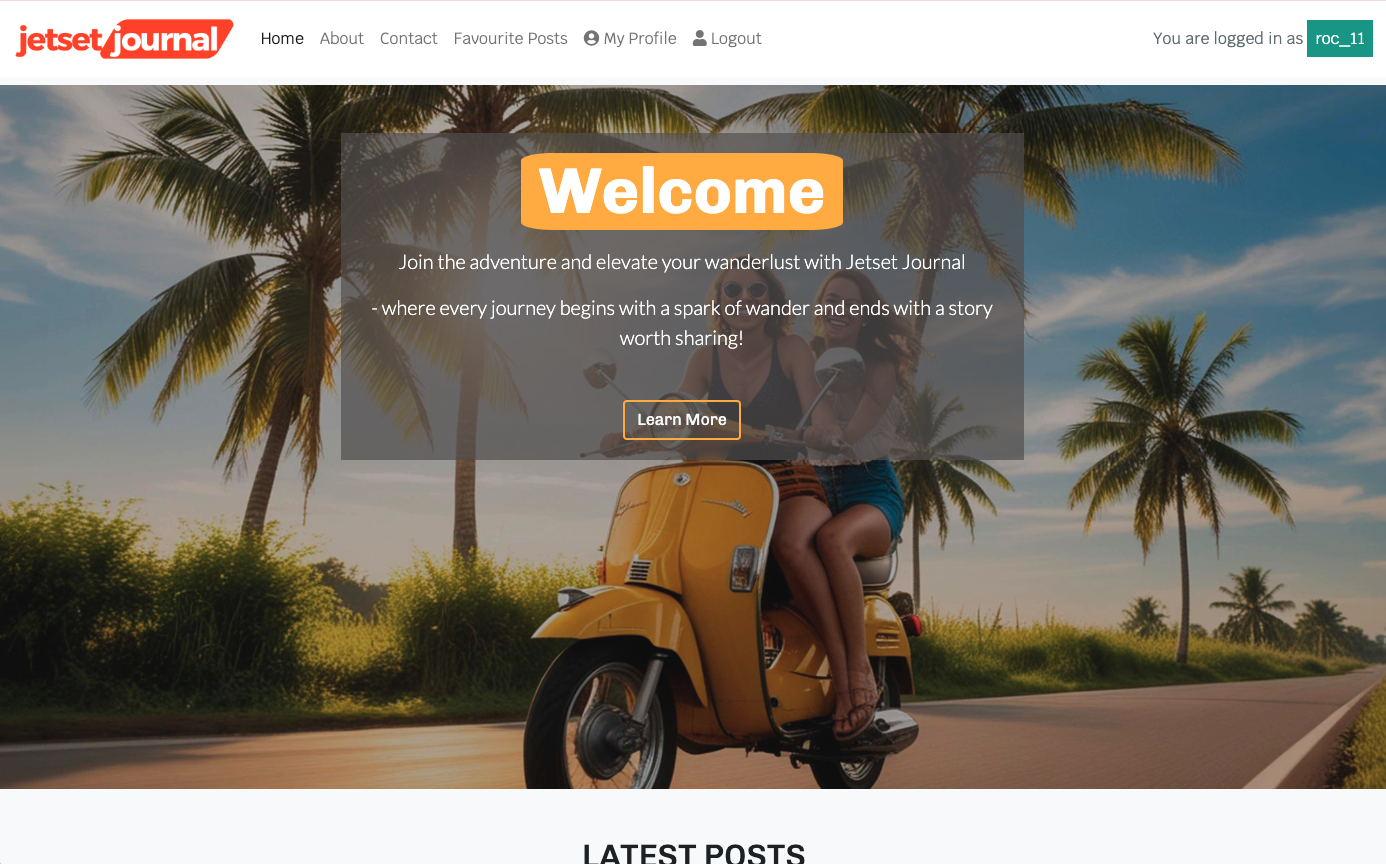 jetset journal
Home About Contact Favourite Posts My Profile Logout
You are logged in as roc_11
Welcome
Join the adventure and elevate your wanderlust with Jetset Journal
- where every journey begins with a spark of wander and ends with a story
worth sharing!
Learn More
LATEST POSTS